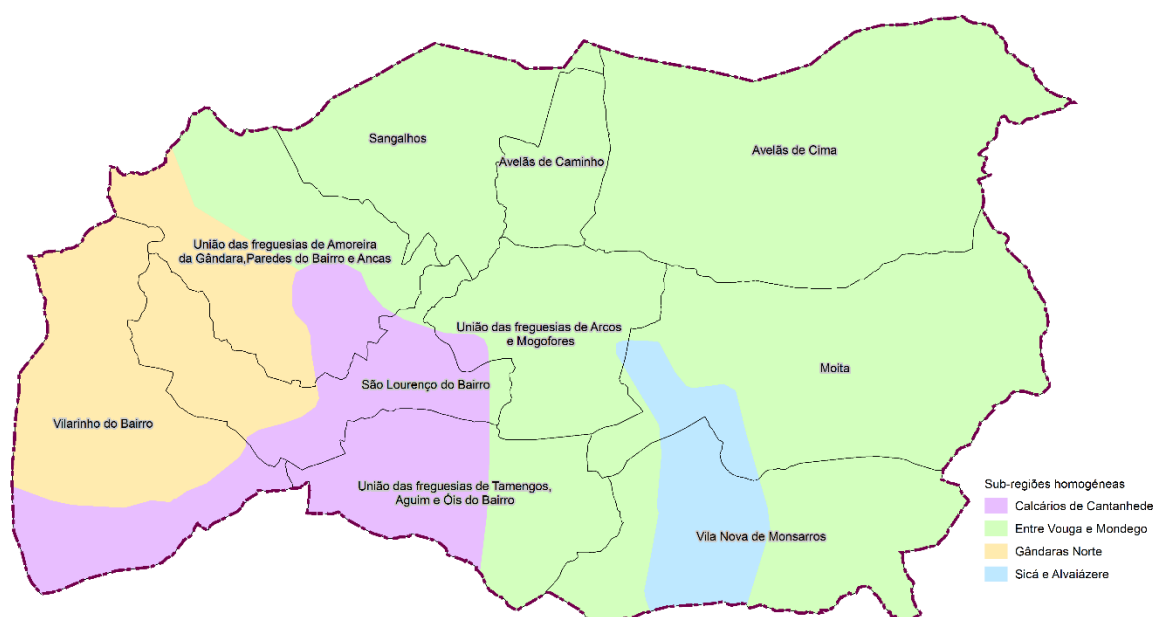 Sangalhos
Avelãs de Caminho
Avelãs de Cima
União das freguesias de Amoreira
da Gândara,Paredes do Bairro e Ancas
União das freguesias de Arcos
e Mogofores
Moita
São Lourenço do Bairro
Vilarinho do Bairro
União das freguesias de Tamengos,
Aguim e Óis do Bairro
Vila Nova de Monsarros
Sub-regiões homogéneas
Calcários de Cantanhede
Entre Vouga e Mondego
Gândaras Norte
Sicá e Alvaiázere